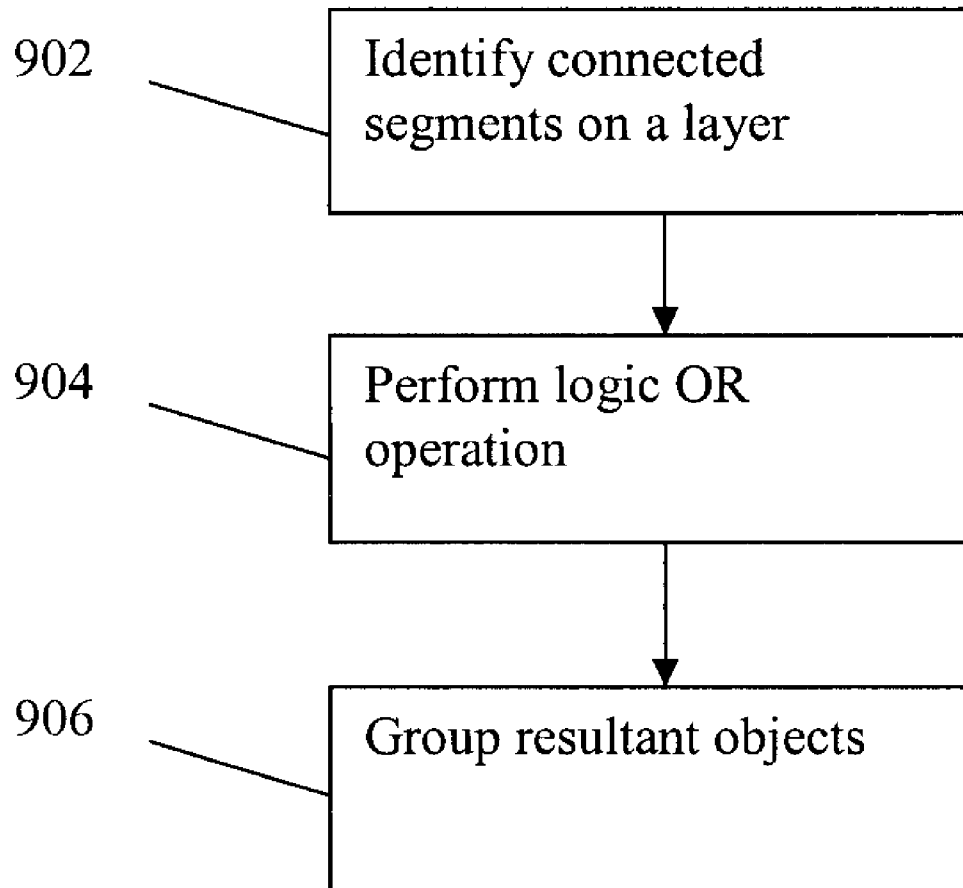 902
Identify connected
segments on a layer
904
Perform logic OR
operation
906
Group resultant objects